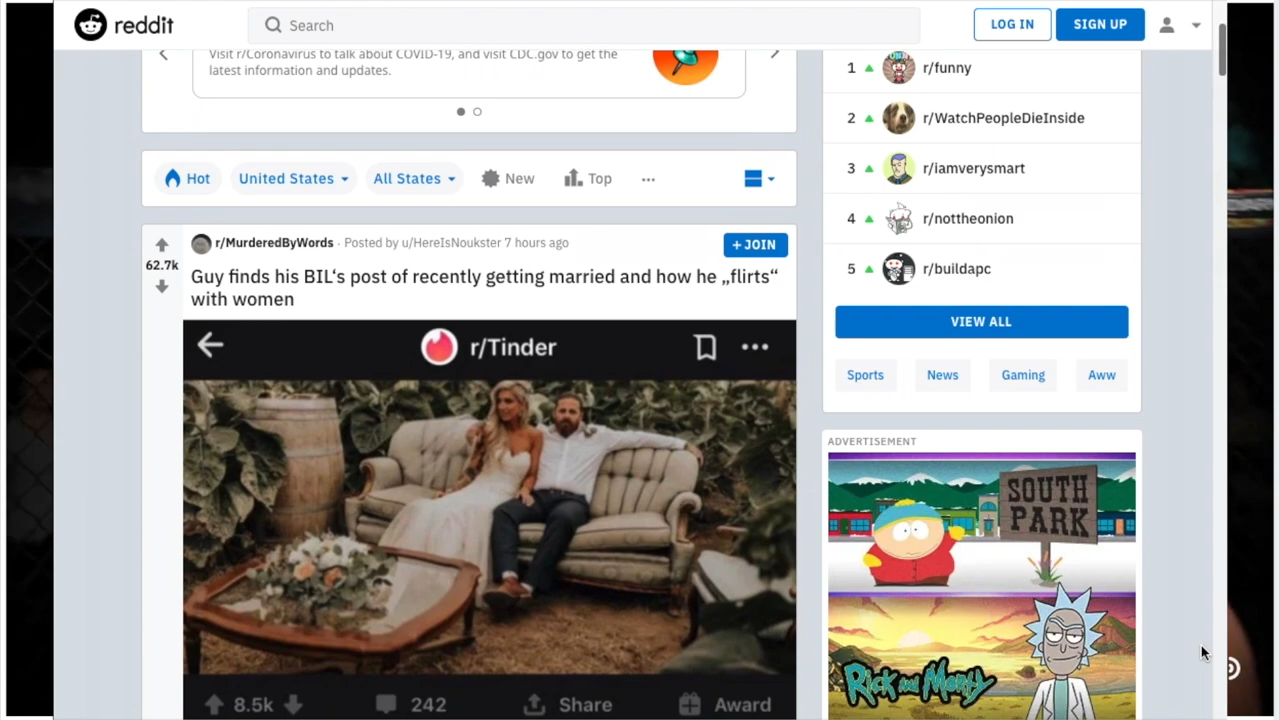 reddit
Search
LOG IN
SIGN UP
Visit r/Coronavirus to talk about COVID-19, and visit CDC.gov to get the
latest information and updates.
Hot
United States
All States
New
Top
...
r/MurderedByWords · Posted by u/HereIsNoukster 7 hours ago
+ JOIN
62.7k
Guy finds his BIL‘s post of recently getting married and how he „flirts“
with women
r/Tinder
8.5k
242
Share
Award
1 r/funny
2 r/WatchPeopleDieInside
3 r/iamverysmart
4 r/nottheonion
5 r/buildapc
VIEW ALL
Sports
News
Gaming
Aww
ADVERTISEMENT
SOUTH
PARK
Rick and Morty